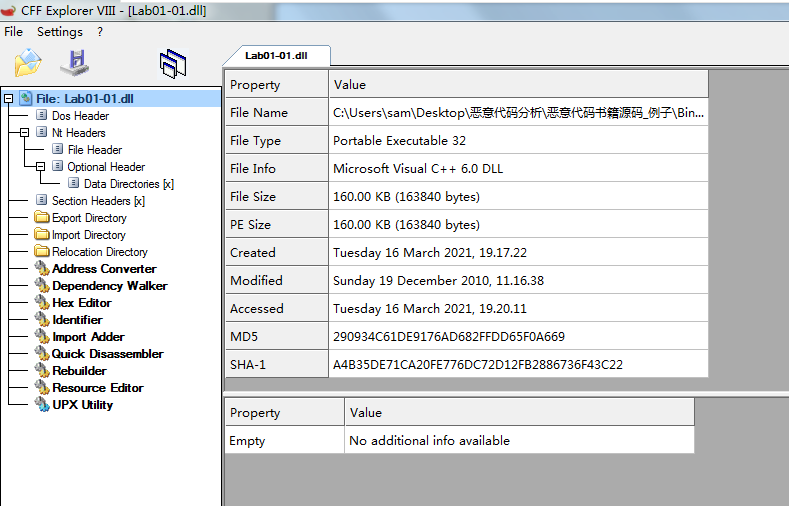 CFF Explorer VIII - [Lab01-01.dll]
File Settings ?
Lab01-01.dll
File: Lab01-01.dll
Dos Header
Nt Headers
File Header
Optional Header
Data Directories [x]
Section Headers [x]
Export Directory
Import Directory
Relocation Directory
Address Converter
Dependency Walker
Hex Editor
Identifier
Import Adder
Quick Disassembler
Rebuilder
Resource Editor
UPX Utility
Property Value
File Name C:\Users\sam\Desktop\恶意代码分析\恶意代码书籍源码_例子\Bin...
File Type Portable Executable 32
File Info Microsoft Visual C++ 6.0 DLL
File Size 160.00 KB (163840 bytes)
PE Size 160.00 KB (163840 bytes)
Created Tuesday 16 March 2021, 19.17.22
Modified Sunday 19 December 2010, 11.16.38
Accessed Tuesday 16 March 2021, 19.20.11
MD5 290934C61DE9176AD682FFDD65F0A669
SHA-1 A4B35DE71CA20FE776DC72D12FB2886736F43C22
Property Value
Empty No additional info available